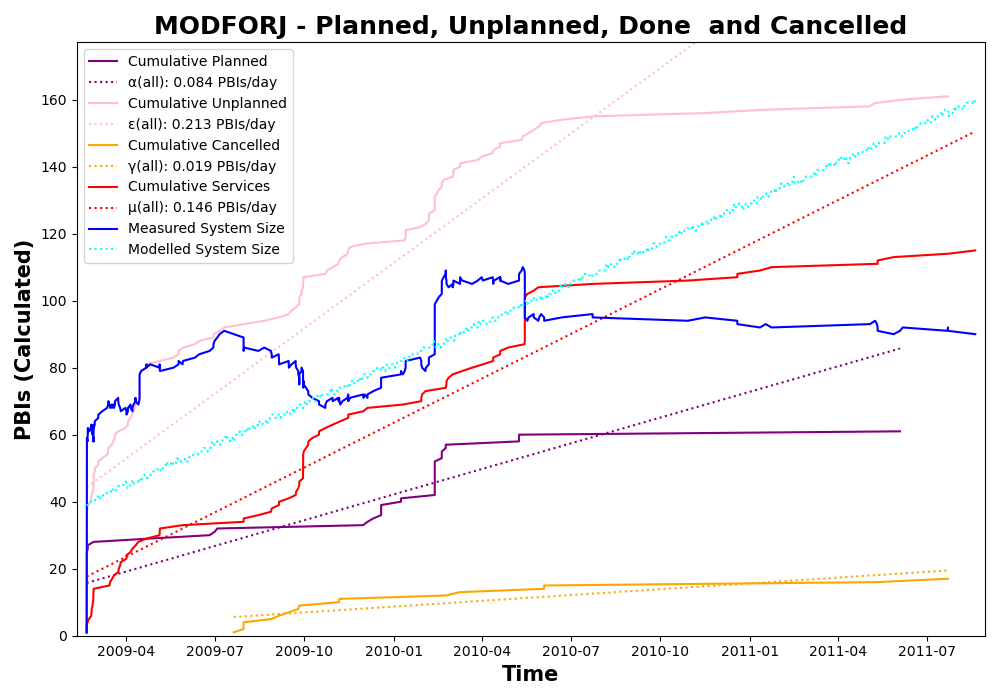 MODFORJ - Planned, Unplanned, Done  and Cancelled
Cumulative Planned
α(all): 0.084 PBIs/day
Cumulative Unplanned
ε(all): 0.213 PBIs/day
Cumulative Cancelled
γ(all): 0.019 PBIs/day
Cumulative Services
μ(all): 0.146 PBIs/day
Measured System Size
Modelled System Size
PBIs (Calculated)
160
140
120
100
80
60
40
20
0
2009-04 2009-07 2009-10 2010-01 2010-04 2010-07 2010-10 2011-01 2011-04 2011-07
Time